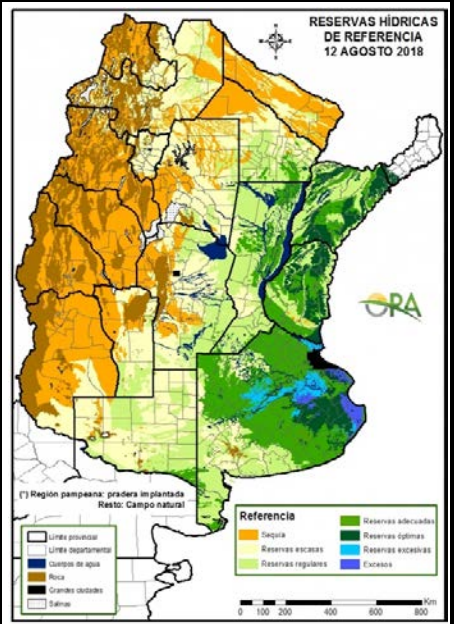 RESERVAS HÍDRICAS
DE REFERENCIA
12 AGOSTO 2018
ORA
(*) Región pampeana: pradera implantada
Resto: Campo natural
Límite provincial
Límite departamental
Cuerpos de agua
Roca
Grandes ciudades
Salinas
Referencia
Sequía
Reservas escasas
Reservas regulares
Reservas adecuadas
Reservas óptimas
Reservas excesivas
Excesos
Km
0 100 200 400 600 800